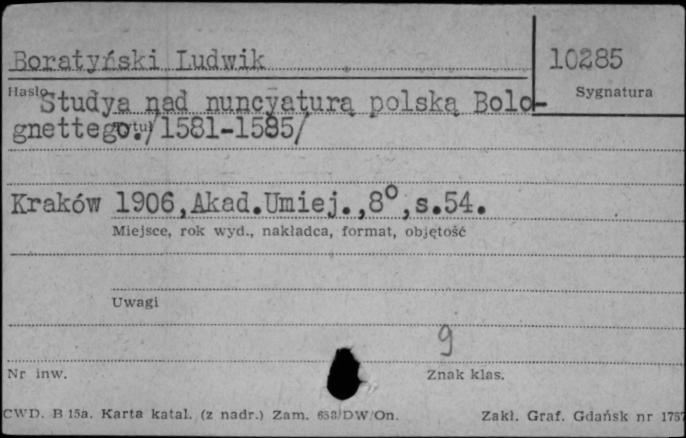 Boratyński Ludwik 10285
Hasło Sygnatura
Studya nad nuncyaturą polską Bolo-
gnettego./1581-1585/
Kraków 1906,Akad.Umiej.,8°,s.54.
Miejsce, rok wyd., nakładca, format, objętość
Uwagi
9
Nr inw. Znak klas.
CWD. B 15a. Karta katal. (z nadr.) Zam. DW/On. Zakł. Graf. Gdańsk nr 1757